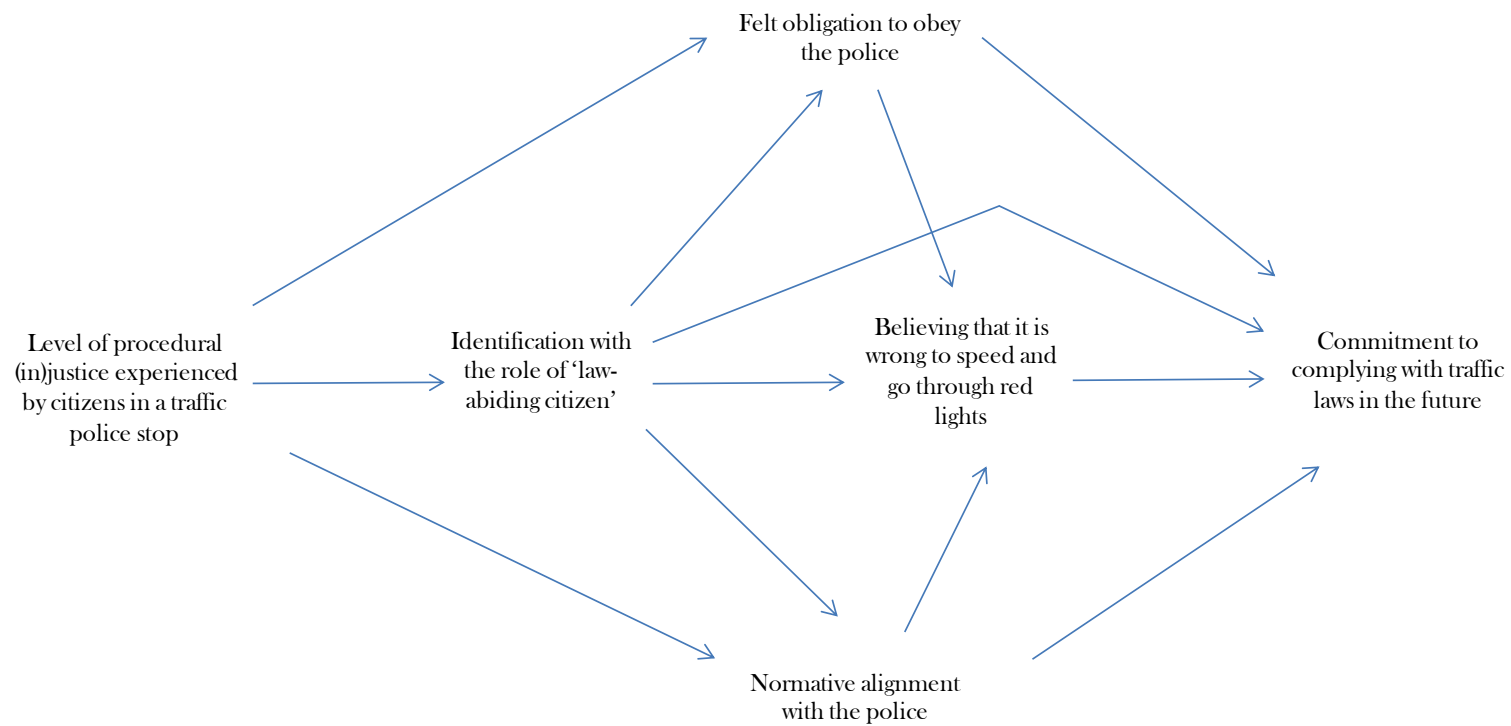 Felt obligation to obey
the police
Level of procedural
(in)justice experienced
by citizens in a traffic
police stop
Identification with
the role of ‘law-
abiding citizen’
Believing that it is
wrong to speed and
go through red
lights
Commitment to
complying with traffic
laws in the future
Normative alignment
with the police